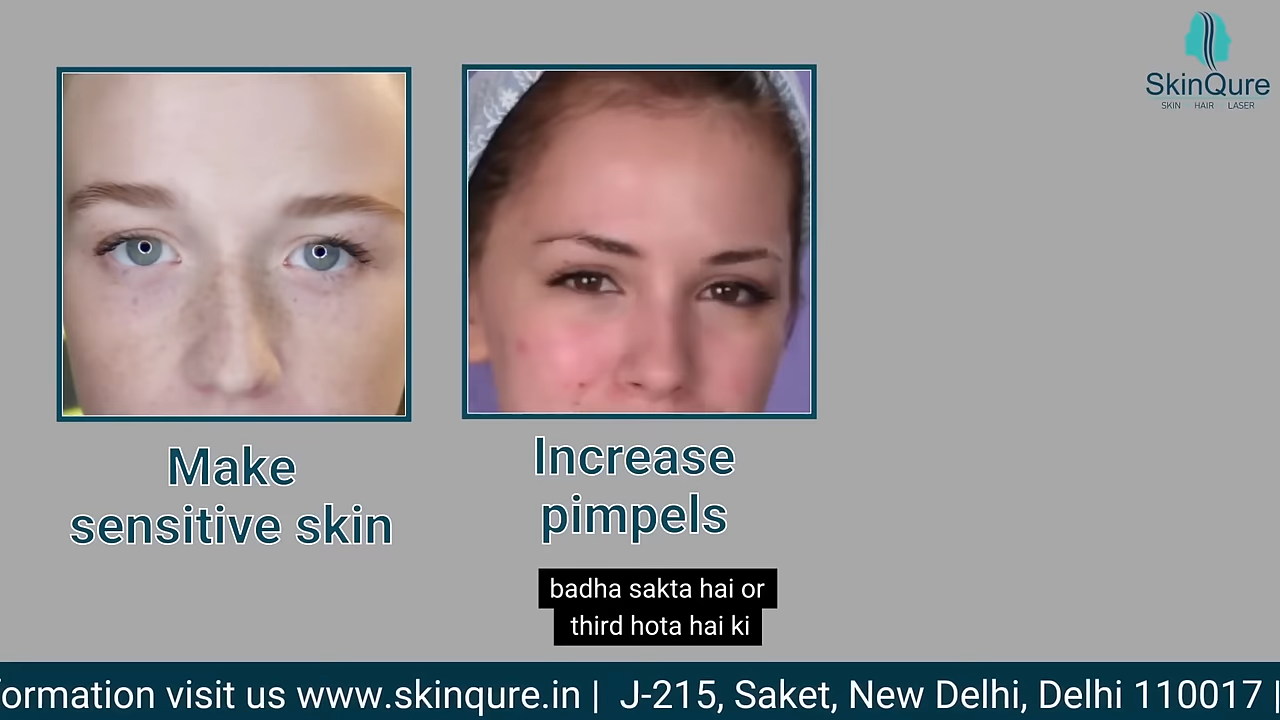 SkinQure
SKIN HAIR LASER
Make
sensitive skin
Increase
pimpels
badha sakta hai or
third hota hai ki
formation visit us www.skinqure.in | J-215, Saket, New Delhi, Delhi 110017 |